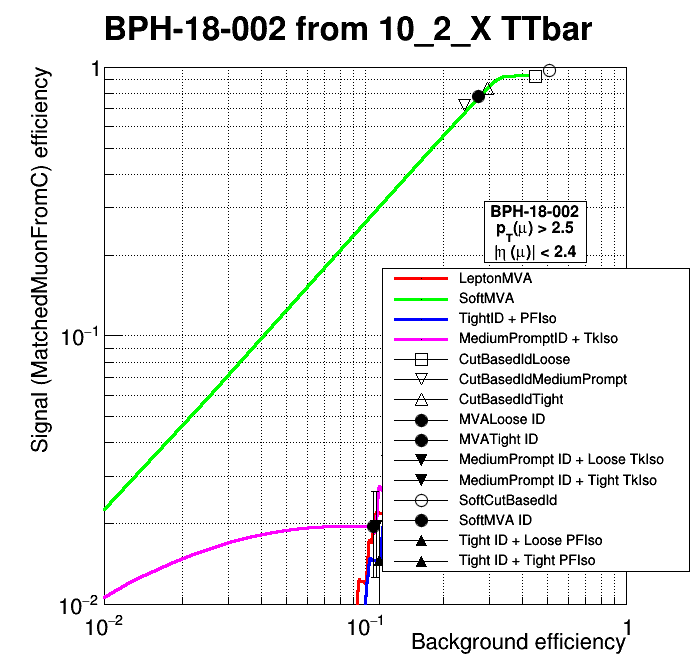 BPH-18-002 from 10_2_X TTbar
Signal (MatchedMuonFromC) efficiency
1
10⁻¹
10⁻²
BPH-18-002
p_T(μ) > 2.5
|η (μ)| < 2.4
LeptonMVA
SoftMVA
TightID + PFIso
MediumPromptID + TkIso
CutBasedIdLoose
CutBasedIdMediumPrompt
CutBasedIdTight
MVALoose ID
MVATight ID
MediumPrompt ID + Loose TkIso
MediumPrompt ID + Tight TkIso
SoftCutBasedId
SoftMVA ID
Tight ID + Loose PFIso
Tight ID + Tight PFIso
10⁻² 10⁻¹ 1
Background efficiency